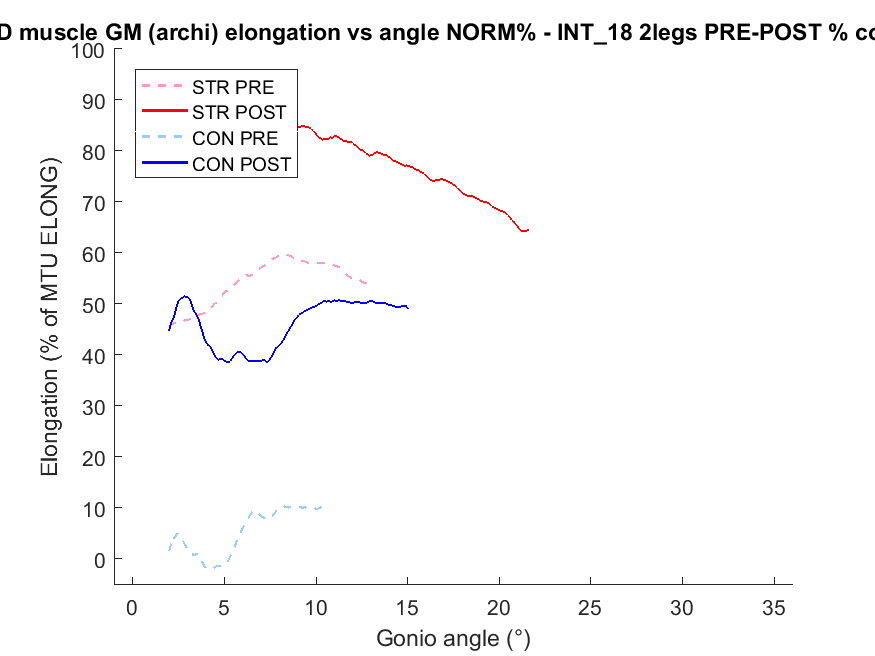 D muscle GM (archi) elongation vs angle NORM% - INT_18 2legs PRE-POST % co
100
90
80
70
60
50
40
30
20
10
0
Elongation (% of MTU ELONG)
STR PRE
STR POST
CON PRE
CON POST
0 5 10 15 20 25 30 35
Gonio angle (°)